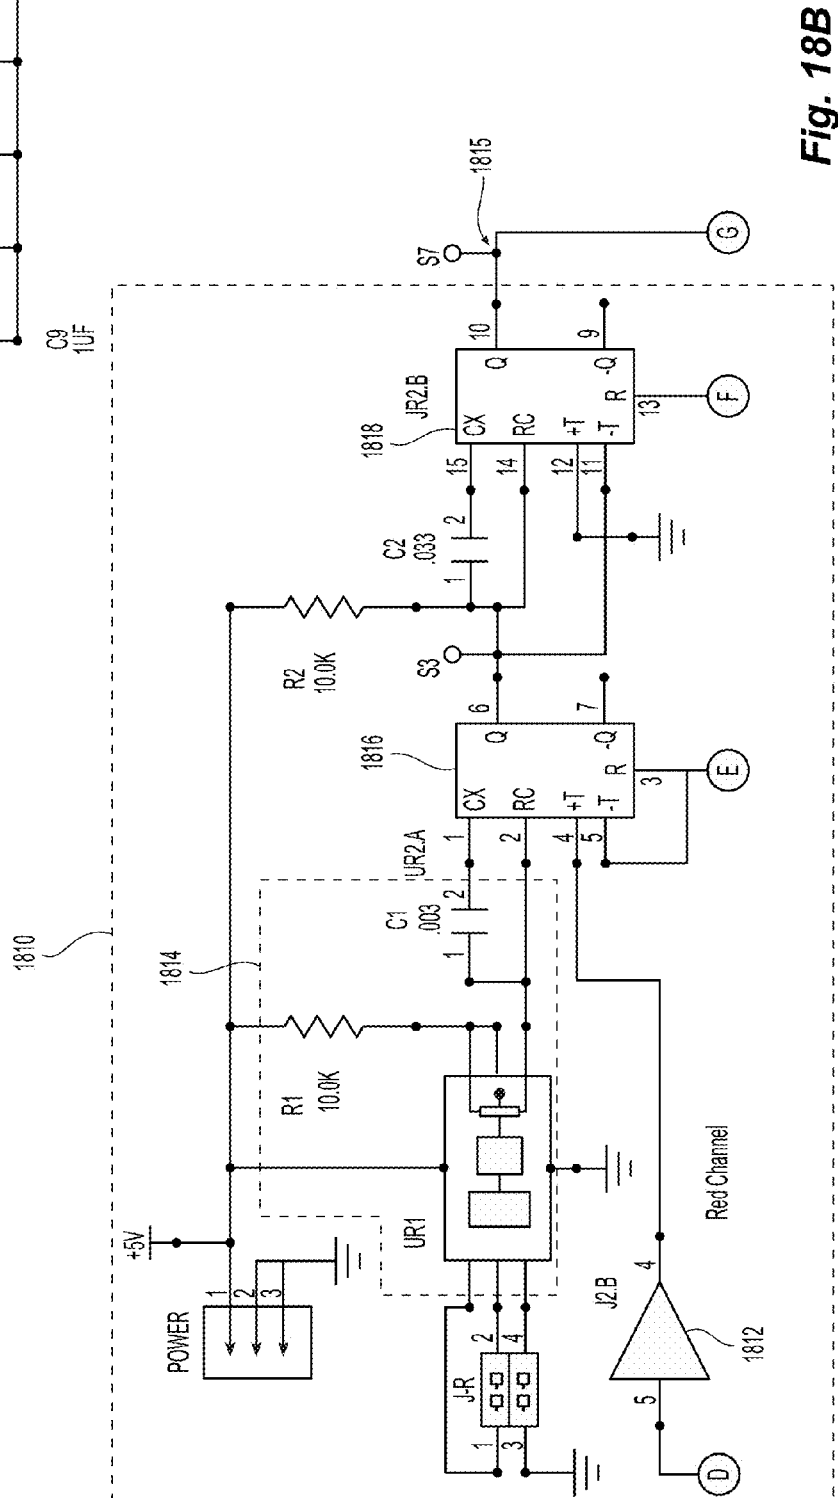 Fig. 18B
C9
1UF
1815
S7
G
10
9
Q
-Q
JR2.B
CX
RC
+T
-T
R
13
F
1818
15
14
12
11
C2
.033
1
2
S3
R2
10.0K
6
7
Q
-Q
1816
CX
RC
+T
-T
R
3
E
UR2.A
1
2
4
5
C1
.003
1
2
1810
1814
R1
10.0K
UR1
+5V
POWER
1
2
3
J-R
1
2
3
4
Red Channel
J2.B
4
5
1812
D